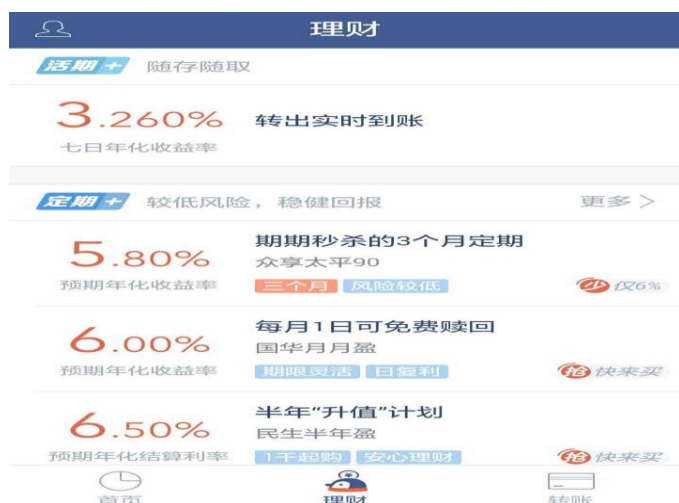 理财
活期+ 随存随取
3.260% 转出实时到账
七日年化收益率
定期+ 较低风险，稳健回报 更多 >
期期秒杀的3个月定期
5.80% 众享太平90
预期年化收益率 三个月 风险较低 少 仅6%
每月1日可免费赎回
6.00% 国华月月盈
预期年化收益率 期限灵活 日复利 抢 快来买
半年“升值”计划
6.50% 民生半年盈
预期年化结算利率 1千起购 安心理财 抢 快来买
首页 理财 转账